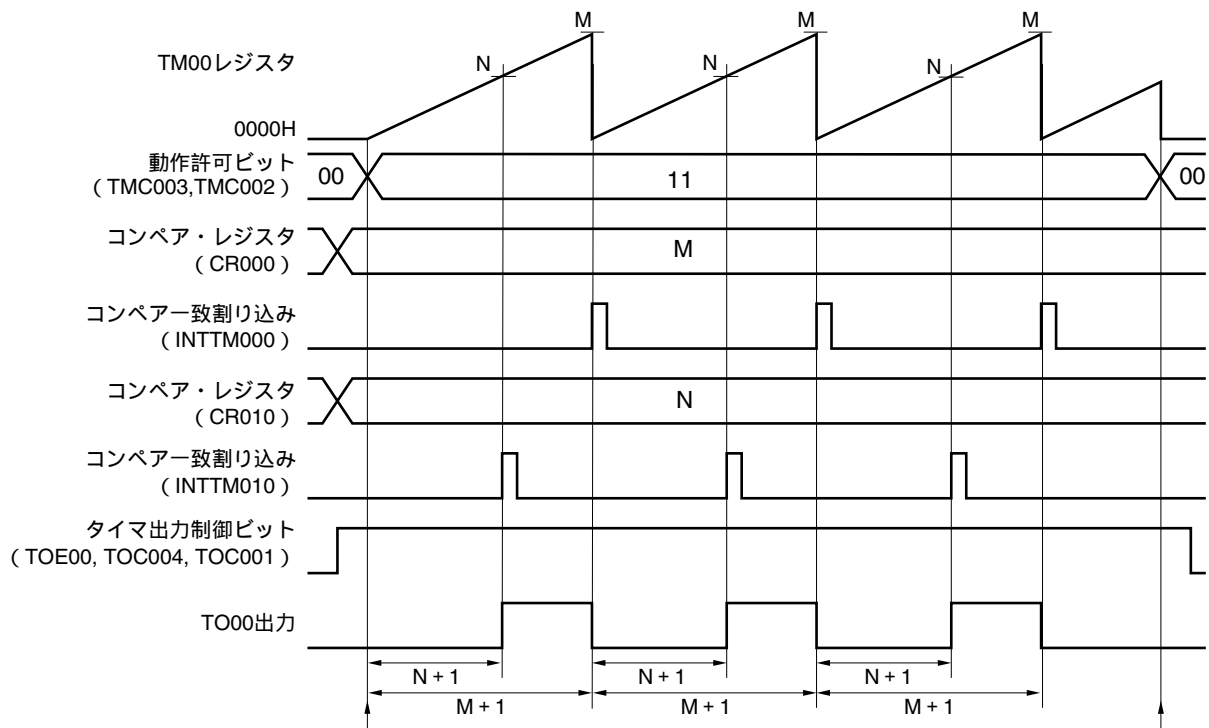 M
M
M
TM00レジスタ
N
N
N
0000H
動作許可ビット
(TMC003,TMC002)
00
11
00
コンペア・レジスタ
(CR000)
M
コンペア一致割り込み
(INTTM000)
コンペア・レジスタ
(CR010)
N
コンペア一致割り込み
(INTTM010)
タイマ出力制御ビット
(TOE00, TOC004, TOC001)
TO00出力
N + 1
N + 1
N + 1
M + 1
M + 1
M + 1